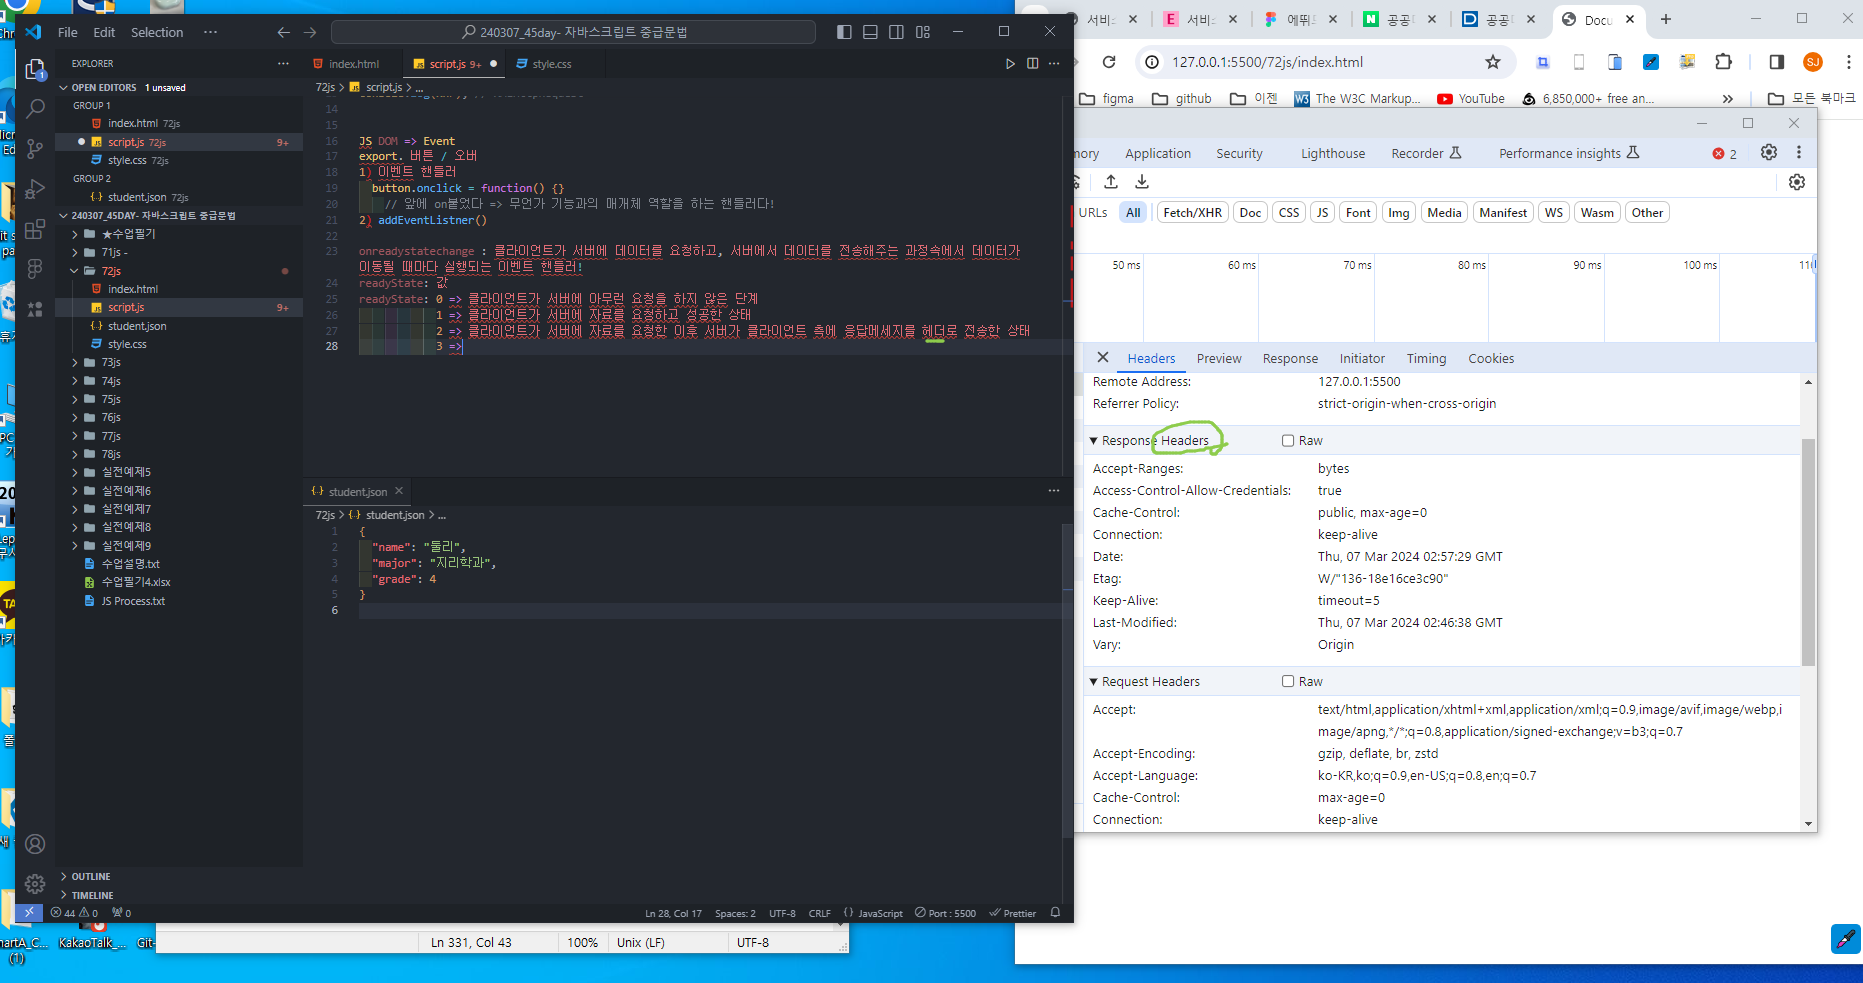 File Edit Selection ···
240307_45day- 자바스크립트 중급문법
EXPLORER
OPEN EDITORS 1 unsaved
GROUP 1
index.html 72js
script.js 72js 9+
style.css 72js
GROUP 2
student.json 72js
240307_45DAY- 자바스크립트 중급문법
★수업필기
71js -
72js
index.html
script.js 9+
student.json
style.css
73js
74js
75js
76js
77js
78js
실전예제5
실전예제6
실전예제7
실전예제8
실전예제9
수업설명.txt
수업필기4.xlsx
JS Process.txt
OUTLINE
TIMELINE
index.html
script.js 9+
style.css
72js > script.js > ...
14
15
16 JS DOM => Event
17 export. 버튼 / 오버
18 1) 이벤트 핸들러
19 button.onclick = function() {}
20 // 앞에 on붙었다 => 무언가 기능과의 매개체 역할을 하는 핸들러다!
21 2) addEventListner()
22
23 onreadystatechange : 클라이언트가 서버에 데이터를 요청하고, 서버에서 데이터를 전송해주는 과정속에서 데이터가
이동될 때마다 실행되는 이벤트 핸들러!
24 readyState: 값
25 readyState: 0 => 클라이언트가 서버에 아무런 요청을 하지 않은 단계
26 1 => 클라이언트가 서버에 자료를 요청하고 성공한 상태
27 2 => 클라이언트가 서버에 자료를 요청한 이후 서버가 클라이언트 측에 응답메세지를 헤더로 전송한 상태
28 3 =>
student.json
72js > student.json > ...
1 {
2 "name": "둘리",
3 "major": "지리학과",
4 "grade": 4
5 }
6
44 0 0
Ln 28, Col 17 Spaces: 2 UTF-8 CRLF JavaScript Port : 5500 Prettier
Ln 331, Col 43 100% Unix (LF) UTF-8
KakaoTalk_... Git-
(1)
서비스
서비스
에뛰드
공공데
공공데
Docu
127.0.0.1:5500/72js/index.html
SJ
figma github 이젠 The W3C Markup... YouTube 6,850,000+ free an... » 모든 북마크
Application Security Lighthouse Recorder Performance insights 2
URLs All Fetch/XHR Doc CSS JS Font Img Media Manifest WS Wasm Other
50 ms 60 ms 70 ms 80 ms 90 ms 100 ms
Headers Preview Response Initiator Timing Cookies
Remote Address: 127.0.0.1:5500
Referrer Policy: strict-origin-when-cross-origin
Response Headers Raw
Accept-Ranges: bytes
Access-Control-Allow-Credentials: true
Cache-Control: public, max-age=0
Connection: keep-alive
Date: Thu, 07 Mar 2024 02:57:29 GMT
Etag: W/"136-18e16ce3c90"
Keep-Alive: timeout=5
Last-Modified: Thu, 07 Mar 2024 02:46:38 GMT
Vary: Origin
Request Headers Raw
Accept: text/html,application/xhtml+xml,application/xml;q=0.9,image/avif,image/webp,i
mage/apng,*/*;q=0.8,application/signed-exchange;v=b3;q=0.7
Accept-Encoding: gzip, deflate, br, zstd
Accept-Language: ko-KR,ko;q=0.9,en-US;q=0.8,en;q=0.7
Cache-Control: max-age=0
Connection: keep-alive